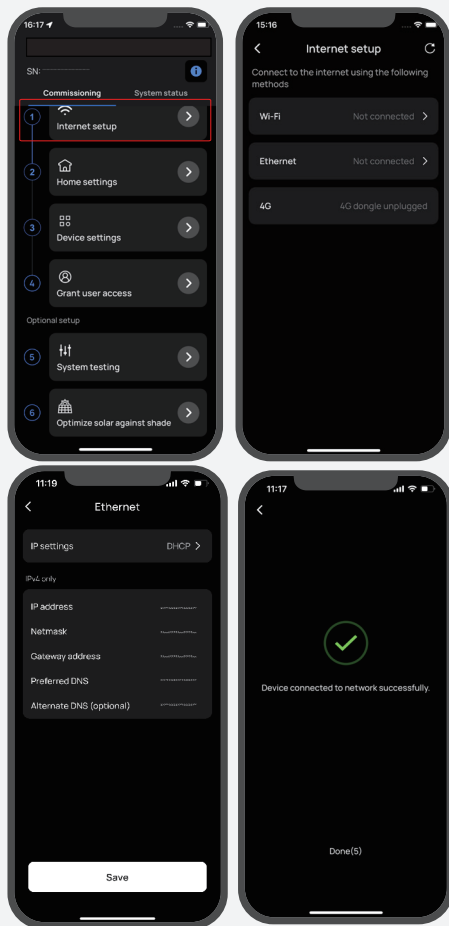 16:17
SN:
Commissioning
System status
1
Internet setup
2
Home settings
3
Device settings
4
Grant user access
Optional setup
5
System testing
6
Optimize solar against shade
15:16
Internet setup
Connect to the internet using the following
methods
Wi-Fi Not connected
Ethernet Not connected
4G 4G dongle unplugged
11:19
Ethernet
IP settings DHCP
IPv4 only
IP address
Netmask
Gateway address
Preferred DNS
Alternate DNS (optional)
Save
11:17
Device connected to network successfully.
Done(5)